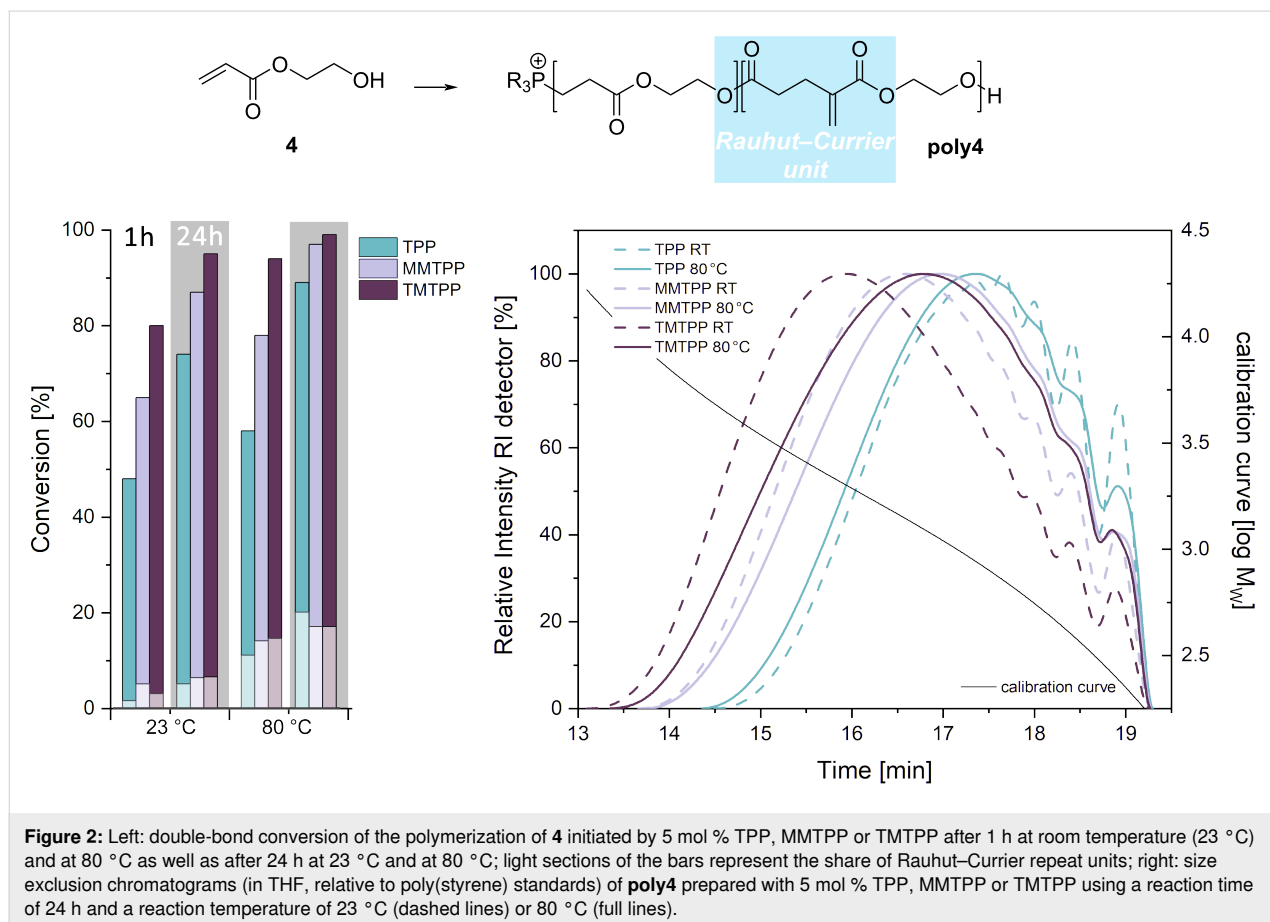 O
O
OH
4
R₃P⊕
O
O
O
O
O
O
O
H
Rauhut–Currier
unit
poly4
100
80
60
40
20
0
Conversion [%]
1h
24h
TPP
MMTPP
TMTPP
23 °C
80 °C
100
80
60
40
20
0
Relative Intensity RI detector [%]
TPP RT
TPP 80°C
MMTPP RT
MMTPP 80°C
TMTPP RT
TMTPP 80°C
calibration curve
13 14 15 16 17 18 19
Time [min]
4.5
4.0
3.5
3.0
2.5
calibration curve [log M_W]
Figure 2: Left: double-bond conversion of the polymerization of 4 initiated by 5 mol % TPP, MMTPP or TMTPP after 1 h at room temperature (23 °C)
and at 80 °C as well as after 24 h at 23 °C and at 80 °C; light sections of the bars represent the share of Rauhut–Currier repeat units; right: size
exclusion chromatograms (in THF, relative to poly(styrene) standards) of poly4 prepared with 5 mol % TPP, MMTPP or TMTPP using a reaction time
of 24 h and a reaction temperature of 23 °C (dashed lines) or 80 °C (full lines).